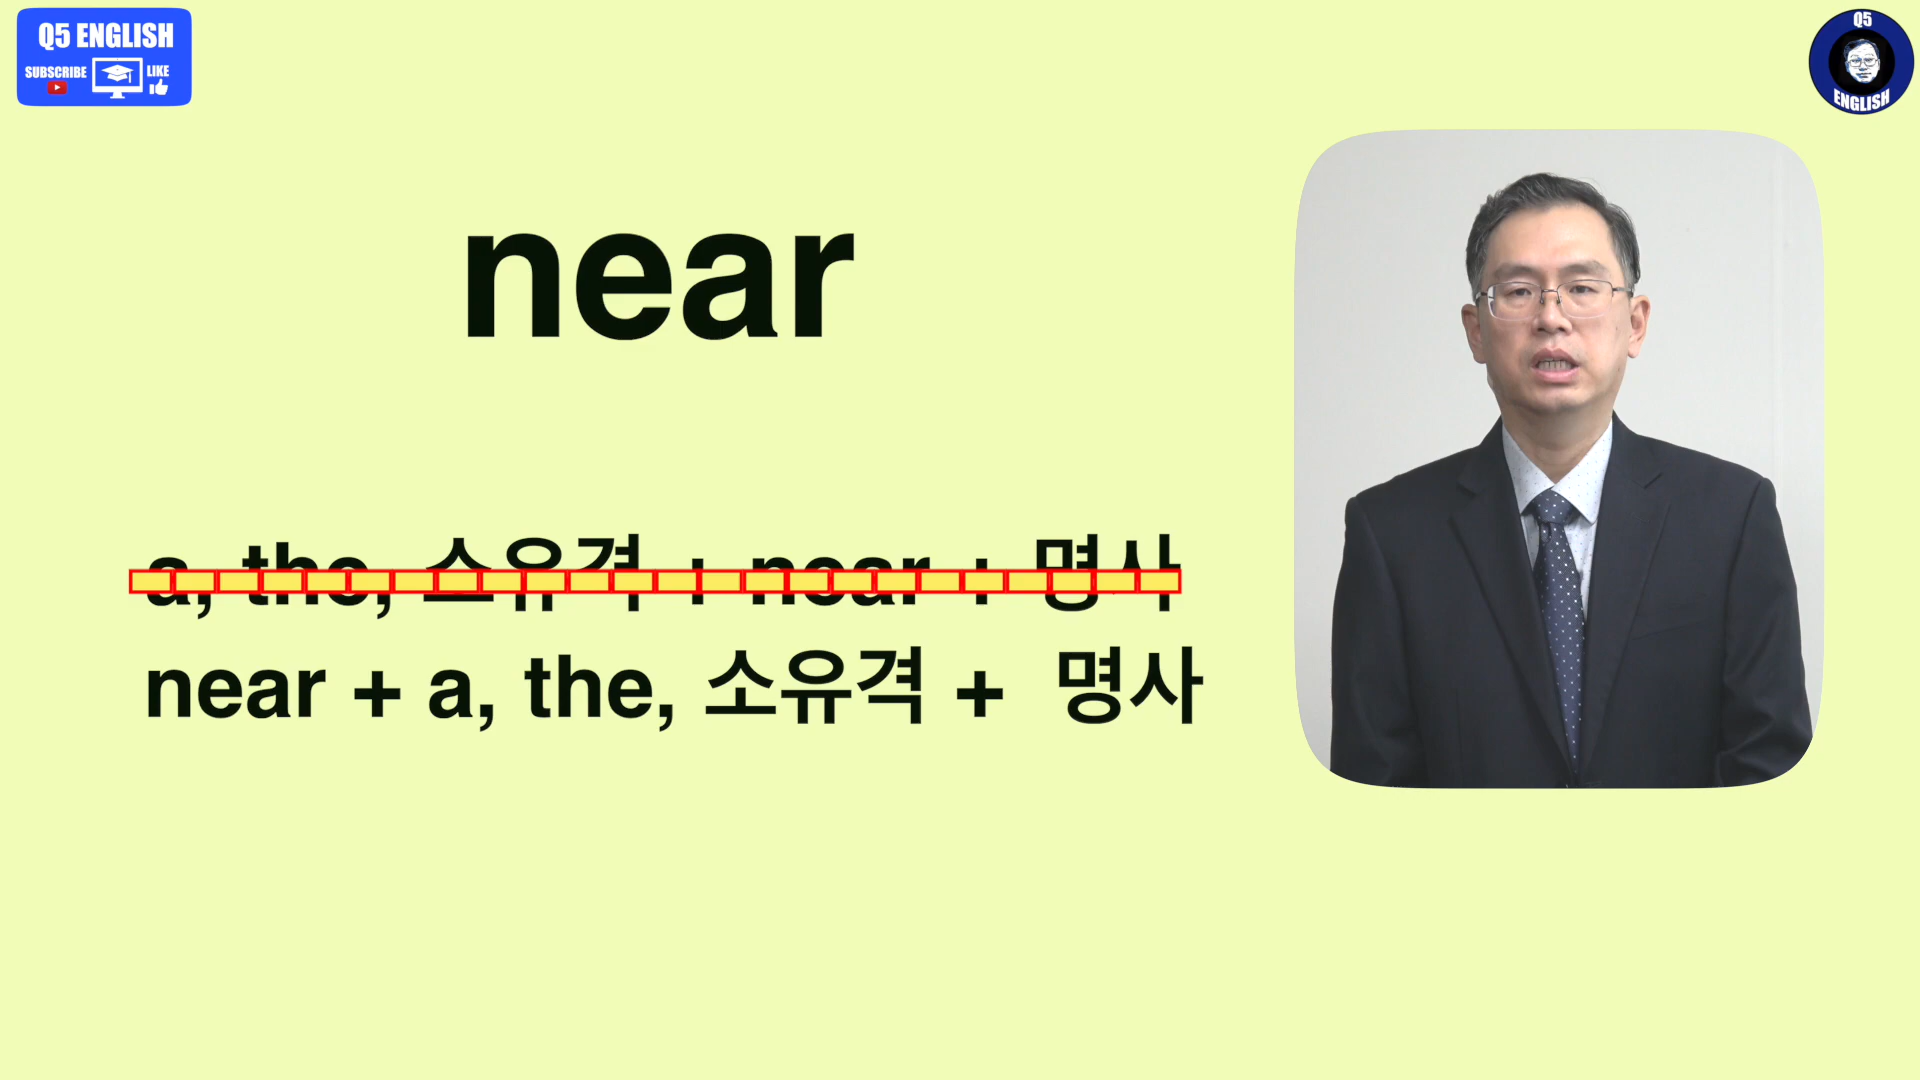 Q5 ENGLISH
SUBSCRIBE LIKE
Q5
ENGLISH
near
a, the, 소유격 + near + 명사
near + a, the, 소유격 + 명사